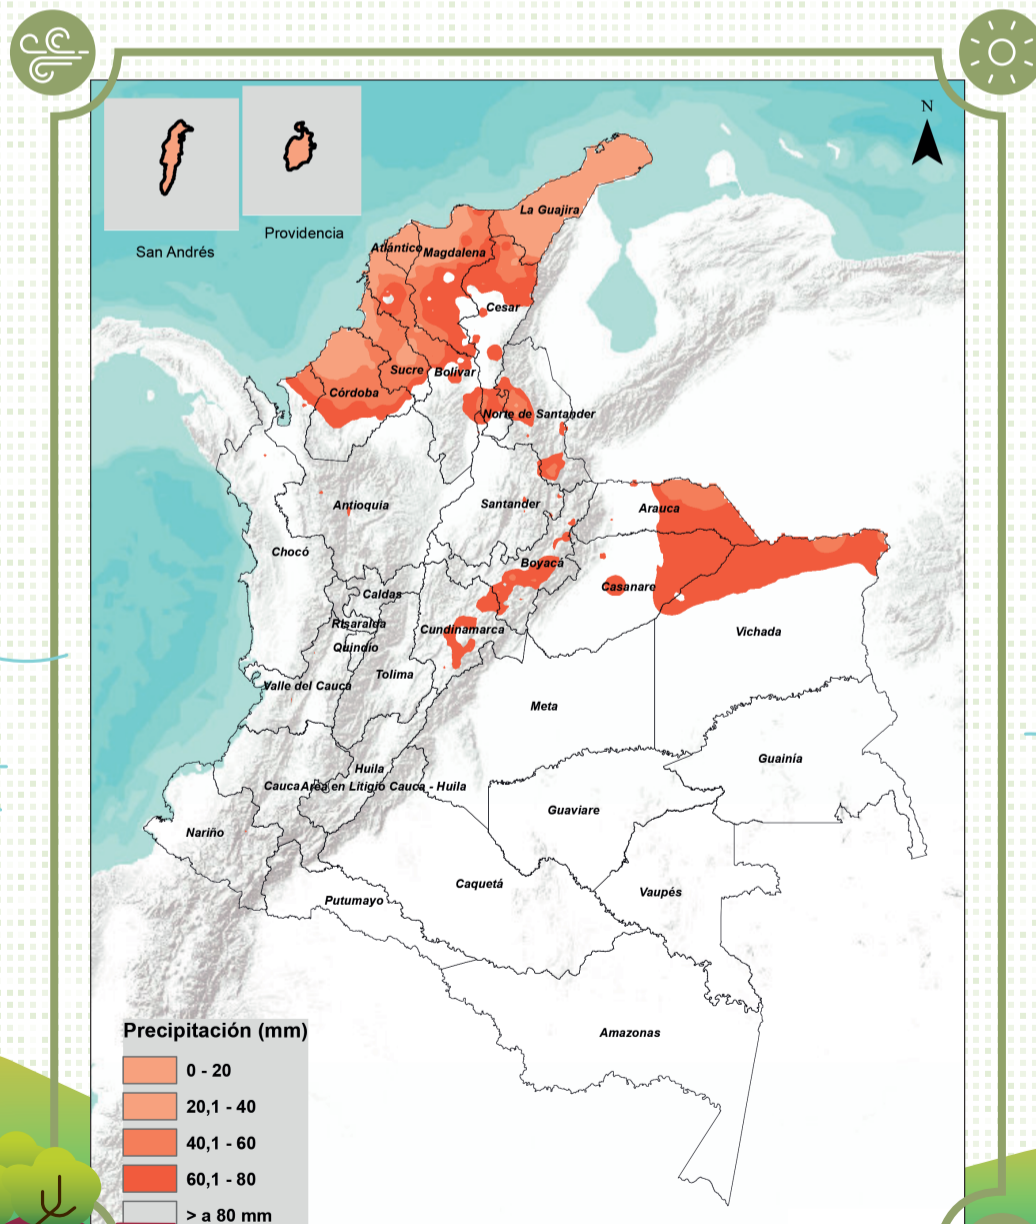 N
San Andrés
Providencia
La Guajira
Atlántico
Magdalena
Cesar
Sucre
Bolívar
Córdoba
Norte de Santander
Antioquia
Santander
Arauca
Chocó
Boyacá
Caldas
Casanare
Risaralda
Cundinamarca
Vichada
Quindío
Tolima
Valle del Cauca
Meta
Guainía
Huila
Cauca
Area en Litigio Cauca - Huila
Guaviare
Nariño
Caquetá
Vaupés
Putumayo
Amazonas
Precipitación (mm)
0 - 20
20,1 - 40
40,1 - 60
60,1 - 80
> a 80 mm